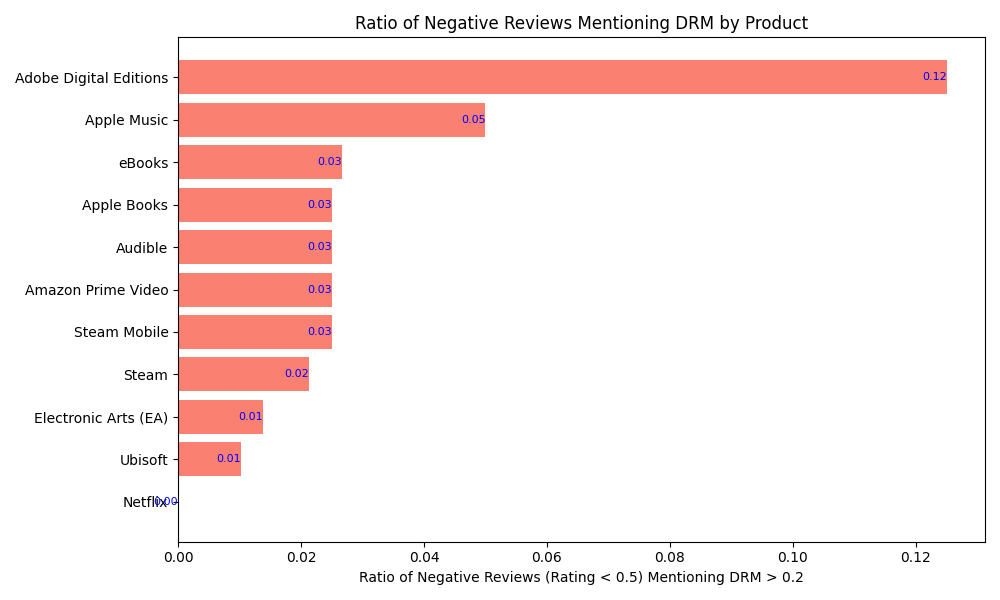 Ratio of Negative Reviews Mentioning DRM by Product
Adobe Digital Editions 0.12
Apple Music 0.05
eBooks 0.03
Apple Books 0.03
Audible 0.03
Amazon Prime Video 0.03
Steam Mobile 0.03
Steam 0.02
Electronic Arts (EA) 0.01
Ubisoft 0.01
Netflix 0.00
0.00 0.02 0.04 0.06 0.08 0.10 0.12
Ratio of Negative Reviews (Rating < 0.5) Mentioning DRM > 0.2